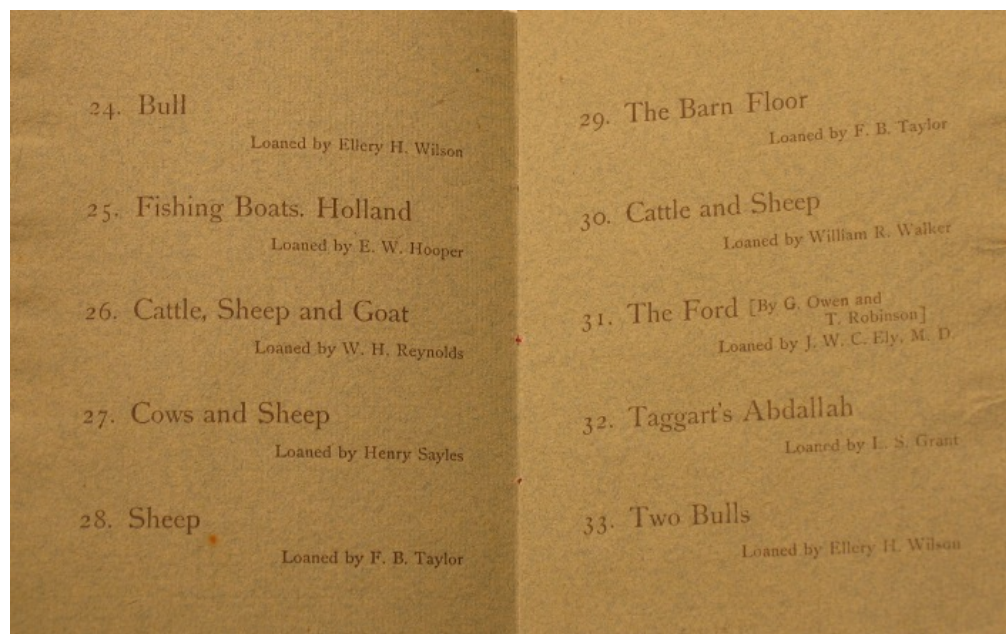 24. Bull
Loaned by Ellery H. Wilson
25. Fishing Boats. Holland
Loaned by E. W. Hooper
26. Cattle, Sheep and Goat
Loaned by W. H. Reynolds
27. Cows and Sheep
Loaned by Henry Sayles
28. Sheep
Loaned by F. B. Taylor
29. The Barn Floor
Loaned by F. B. Taylor
30. Cattle and Sheep
Loaned by William R. Walker
31. The Ford [By G. Owen and
T. Robinson]
Loaned by J. W. C. Ely, M. D.
32. Taggart's Abdallah
Loaned by L. S. Grant
33. Two Bulls
Loaned by Ellery H. Wilson